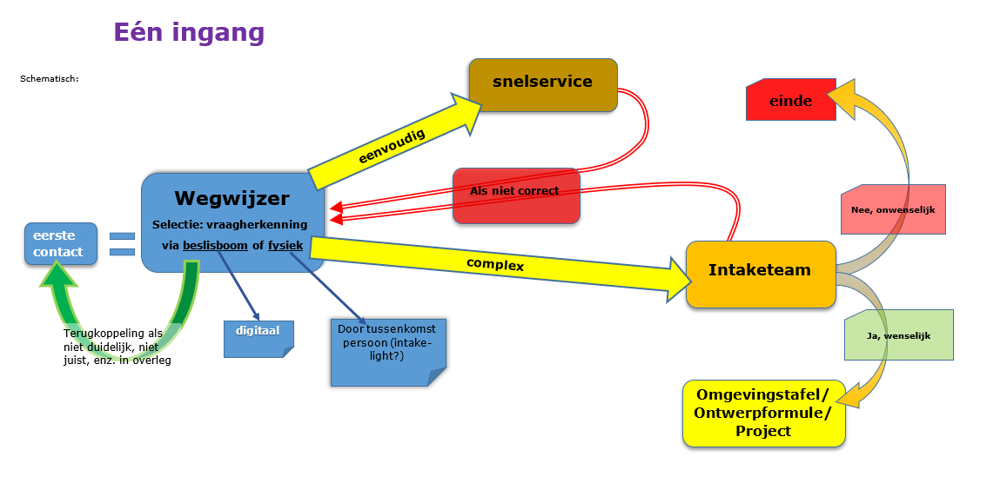 Eén ingang
Schematisch:
snelservice
einde
eenvoudig
Als niet correct
Wegwijzer
Selectie: vraagherkenning
via beslisboom of fysiek
Nee, onwenselijk
eerste
contact
complex
Intaketeam
Terugkoppeling als
niet duidelijk, niet
juist, enz. in overleg
digitaal
Door tussenkomst
persoon (intake-
light?)
Ja, wenselijk
Omgevingstafel/
Ontwerpformule/
Project